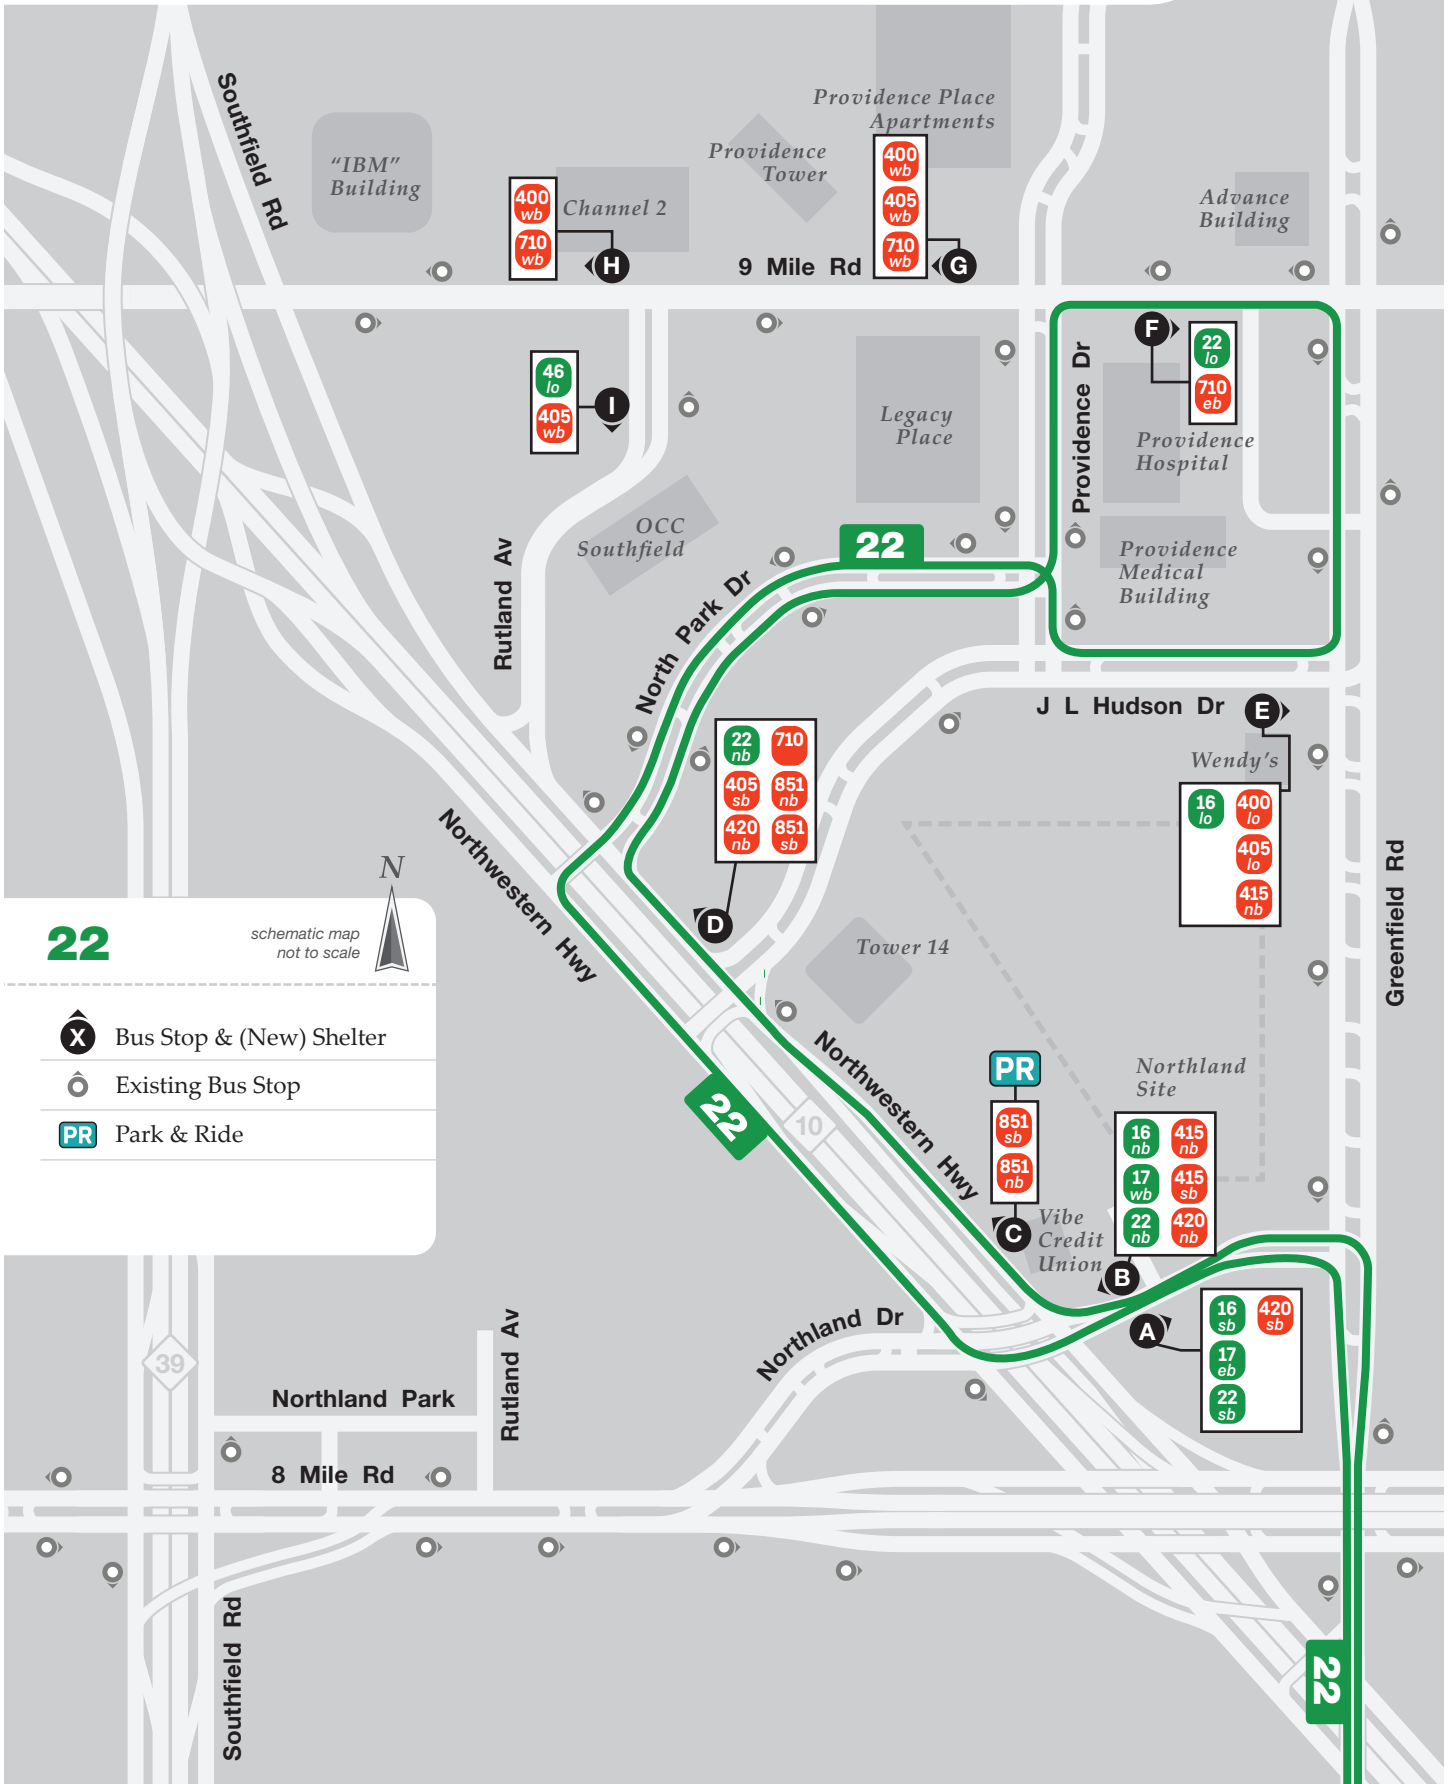 Southfield Rd
"IBM"
Building
400
wb
710
wb
Channel 2
H
Providence Place
Apartments
Providence
Tower
400
wb
405
wb
710
wb
G
9 Mile Rd
Advance
Building
F
22
lo
710
eb
Providence Dr
Providence
Hospital
46
lo
405
wb
I
Legacy
Place
OCC
Southfield
22
Providence
Medical
Building
Rutland Av
North Park Dr
J L Hudson Dr
E
Wendy's
16
lo
400
lo
405
lo
415
nb
22
nb
710
405
sb
851
nb
420
nb
851
sb
D
Northwestern Hwy
Greenfield Rd
Tower 14
N
22
schematic map
not to scale
X
Bus Stop & (New) Shelter
Existing Bus Stop
PR
Park & Ride
22
10
Northwestern Hwy
PR
851
sb
851
nb
C
Vibe
Credit
Union
Northland
Site
16
nb
415
nb
17
wb
415
sb
22
nb
420
nb
B
A
16
sb
420
sb
17
eb
22
sb
Northland Dr
39
Northland Park
Rutland Av
8 Mile Rd
Southfield Rd
22